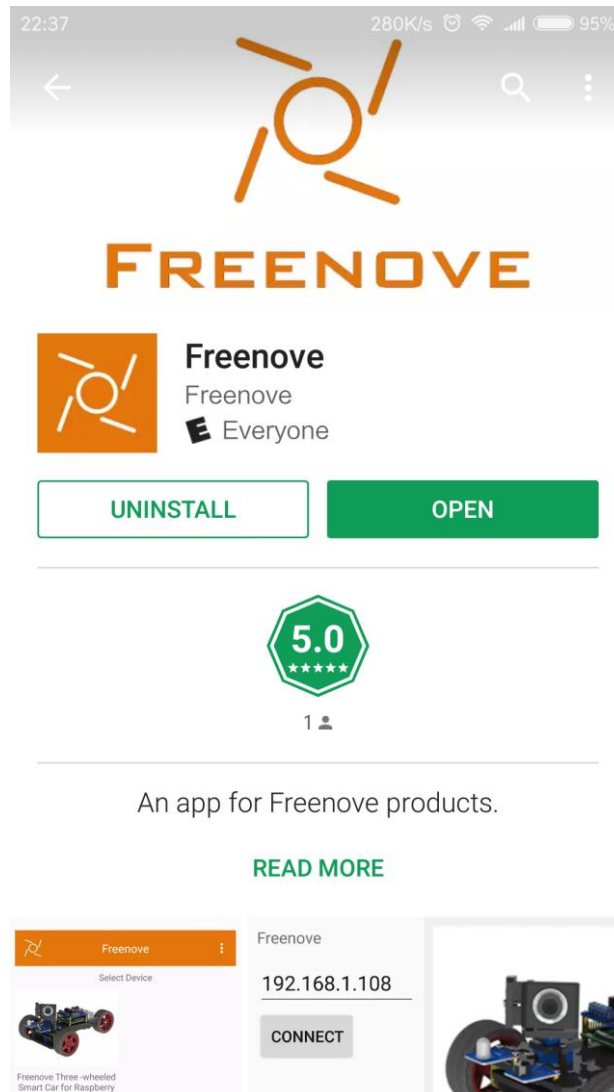 22:37 280K/s 95%
FREENOVE
Freenove
Freenove
E Everyone
UNINSTALL OPEN
5.0
1
An app for Freenove products.
READ MORE
Freenove
Select Device
Freenove Three -wheeled
Smart Car for Raspberry
Freenove
192.168.1.108
CONNECT